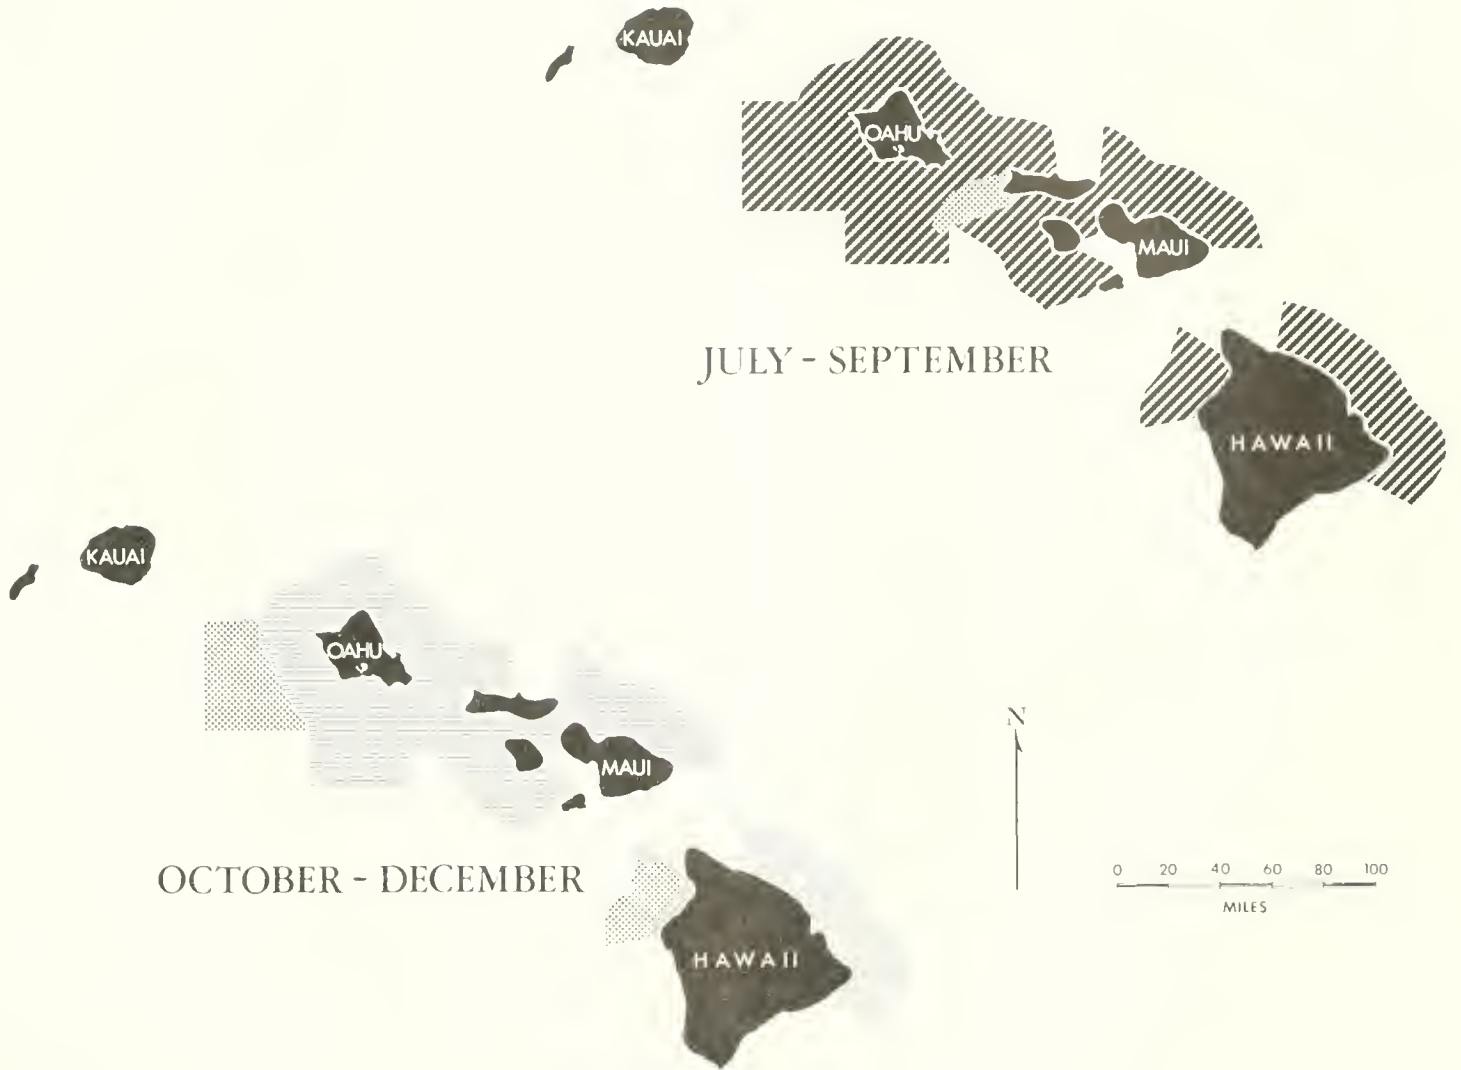 KAUAI
OAHU
MAUI
JULY - SEPTEMBER
HAWAII
KAUAI
OAHU
MAUI
OCTOBER - DECEMBER
HAWAII
N
0 20 40 60 80 100
MILES